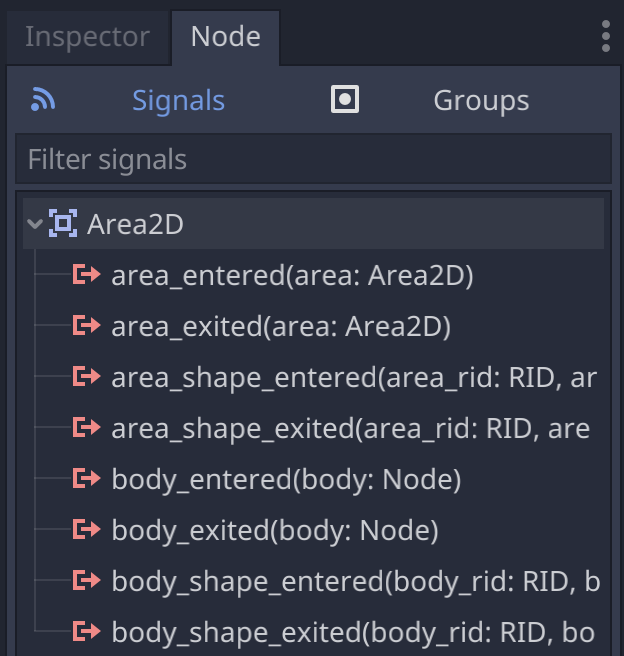 Inspector Node
Signals Groups
Filter signals
Area2D
area_entered(area: Area2D)
area_exited(area: Area2D)
area_shape_entered(area_rid: RID, ar
area_shape_exited(area_rid: RID, are
body_entered(body: Node)
body_exited(body: Node)
body_shape_entered(body_rid: RID, b
body_shape_exited(body_rid: RID, bo